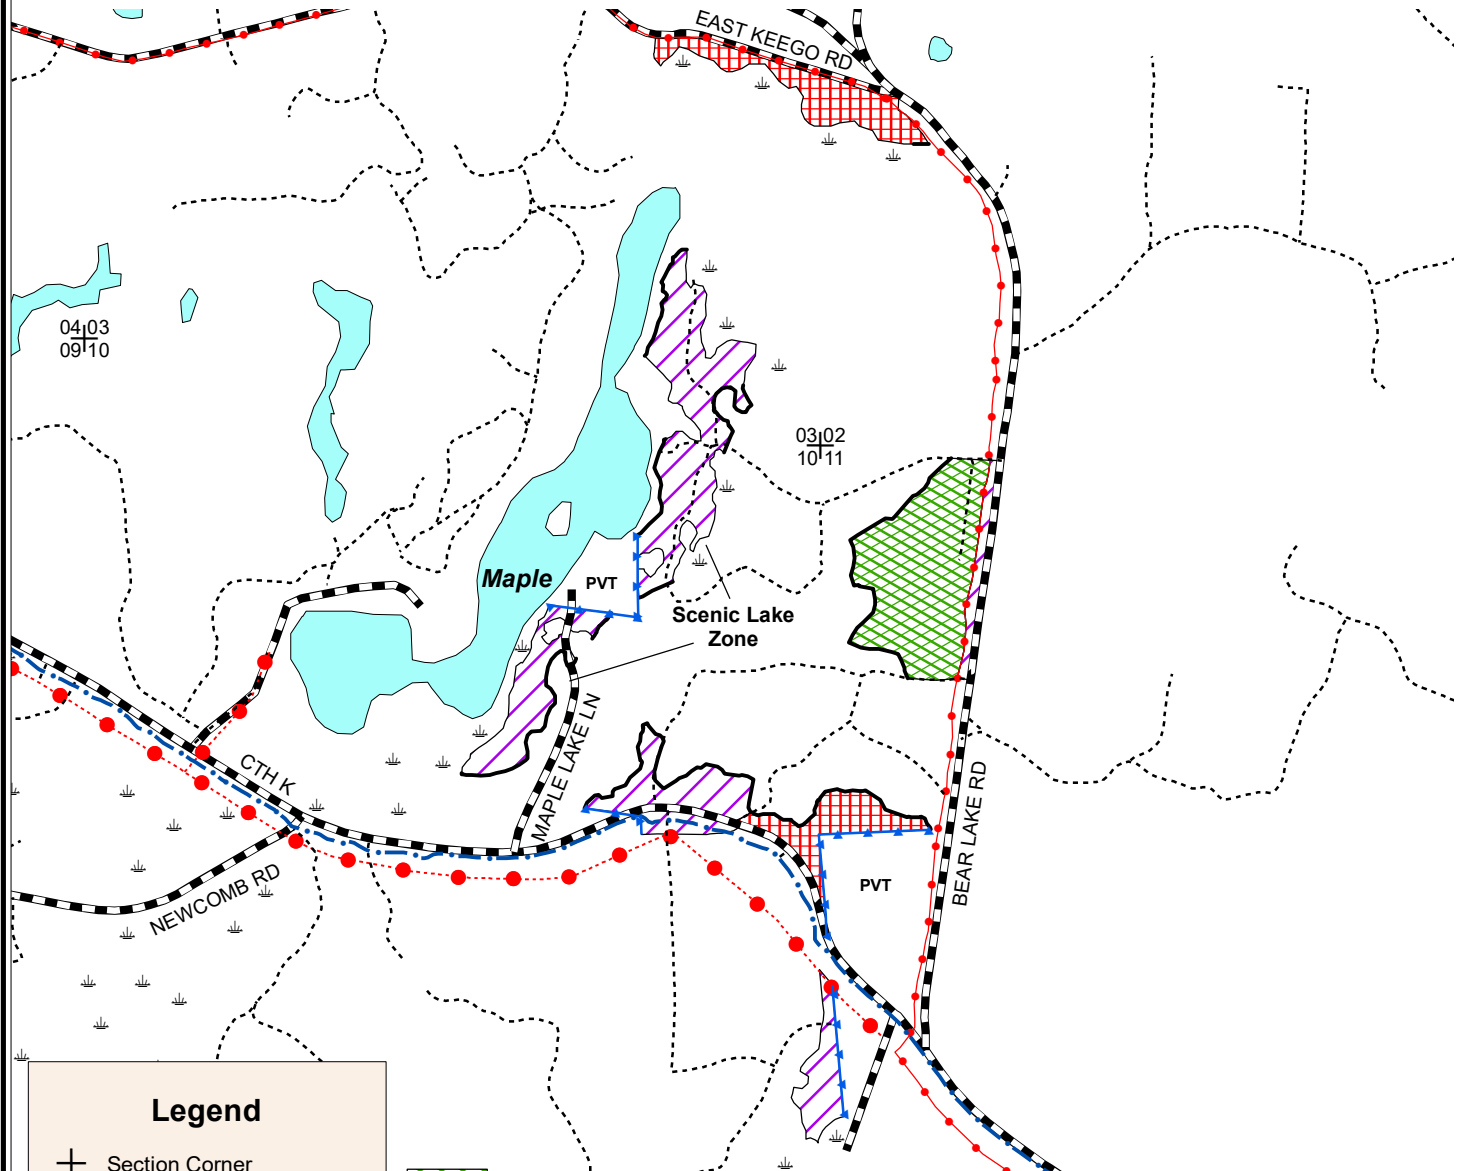 EAST KEEGO RD
04 03
09 10
03 02
10 11
Maple
PVT
Scenic Lake
Zone
MAPLE LAKE LN
CTH K
BEAR LAKE RD
NEWCOMB RD
PVT
Legend
Section Corner